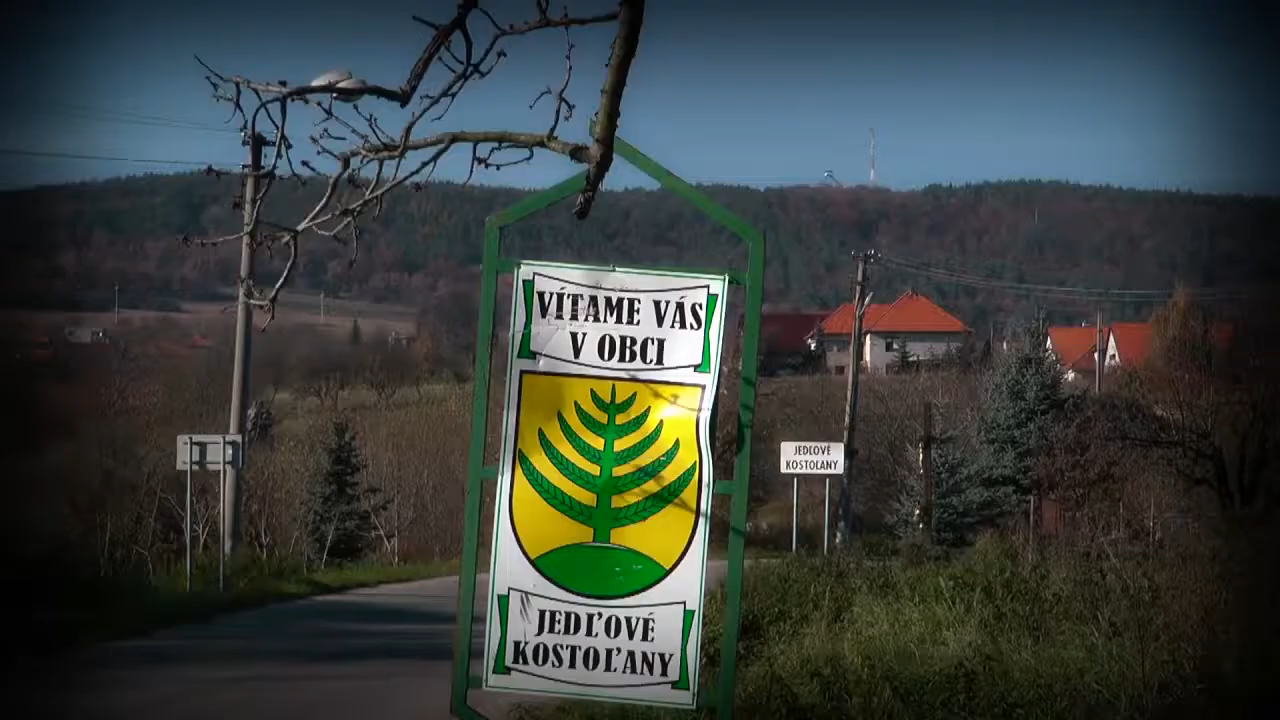 VÍTAME VÁS
V OBCI
JEDĽOVÉ
KOSTOĽANY
JEDĽOVÉ
KOSTOĽANY